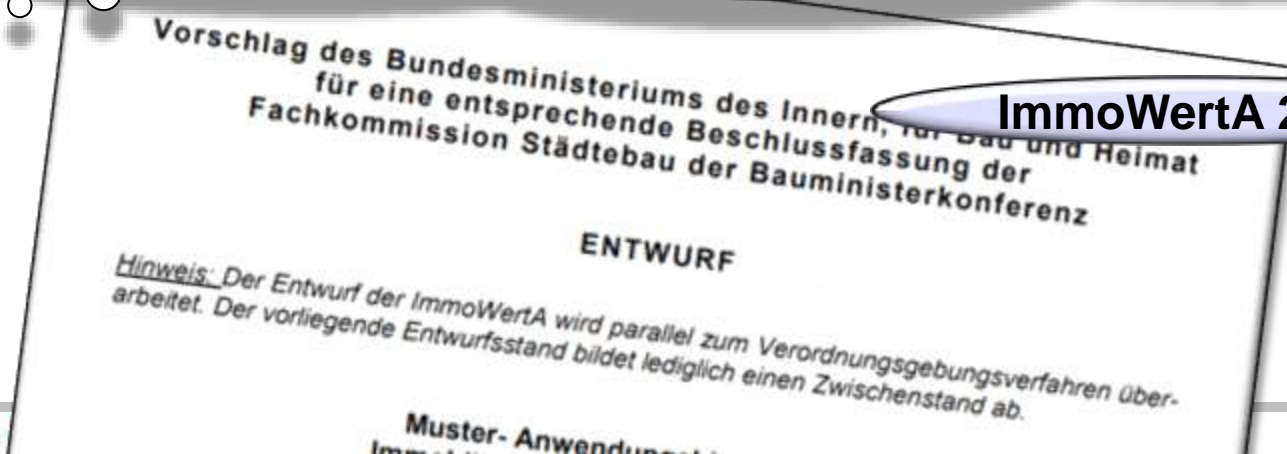 Vorschlag des Bundesministeriums des Innern, für Bau und Heimat
für eine entsprechende Beschlussfassung der
Fachkommission Städtebau der Bauministerkonferenz
ImmoWertA 2
ENTWURF
Hinweis: Der Entwurf der ImmoWertA wird parallel zum Verordnungsgebungsverfahren über-
arbeitet. Der vorliegende Entwurfsstand bildet lediglich einen Zwischenstand ab.
Muster-